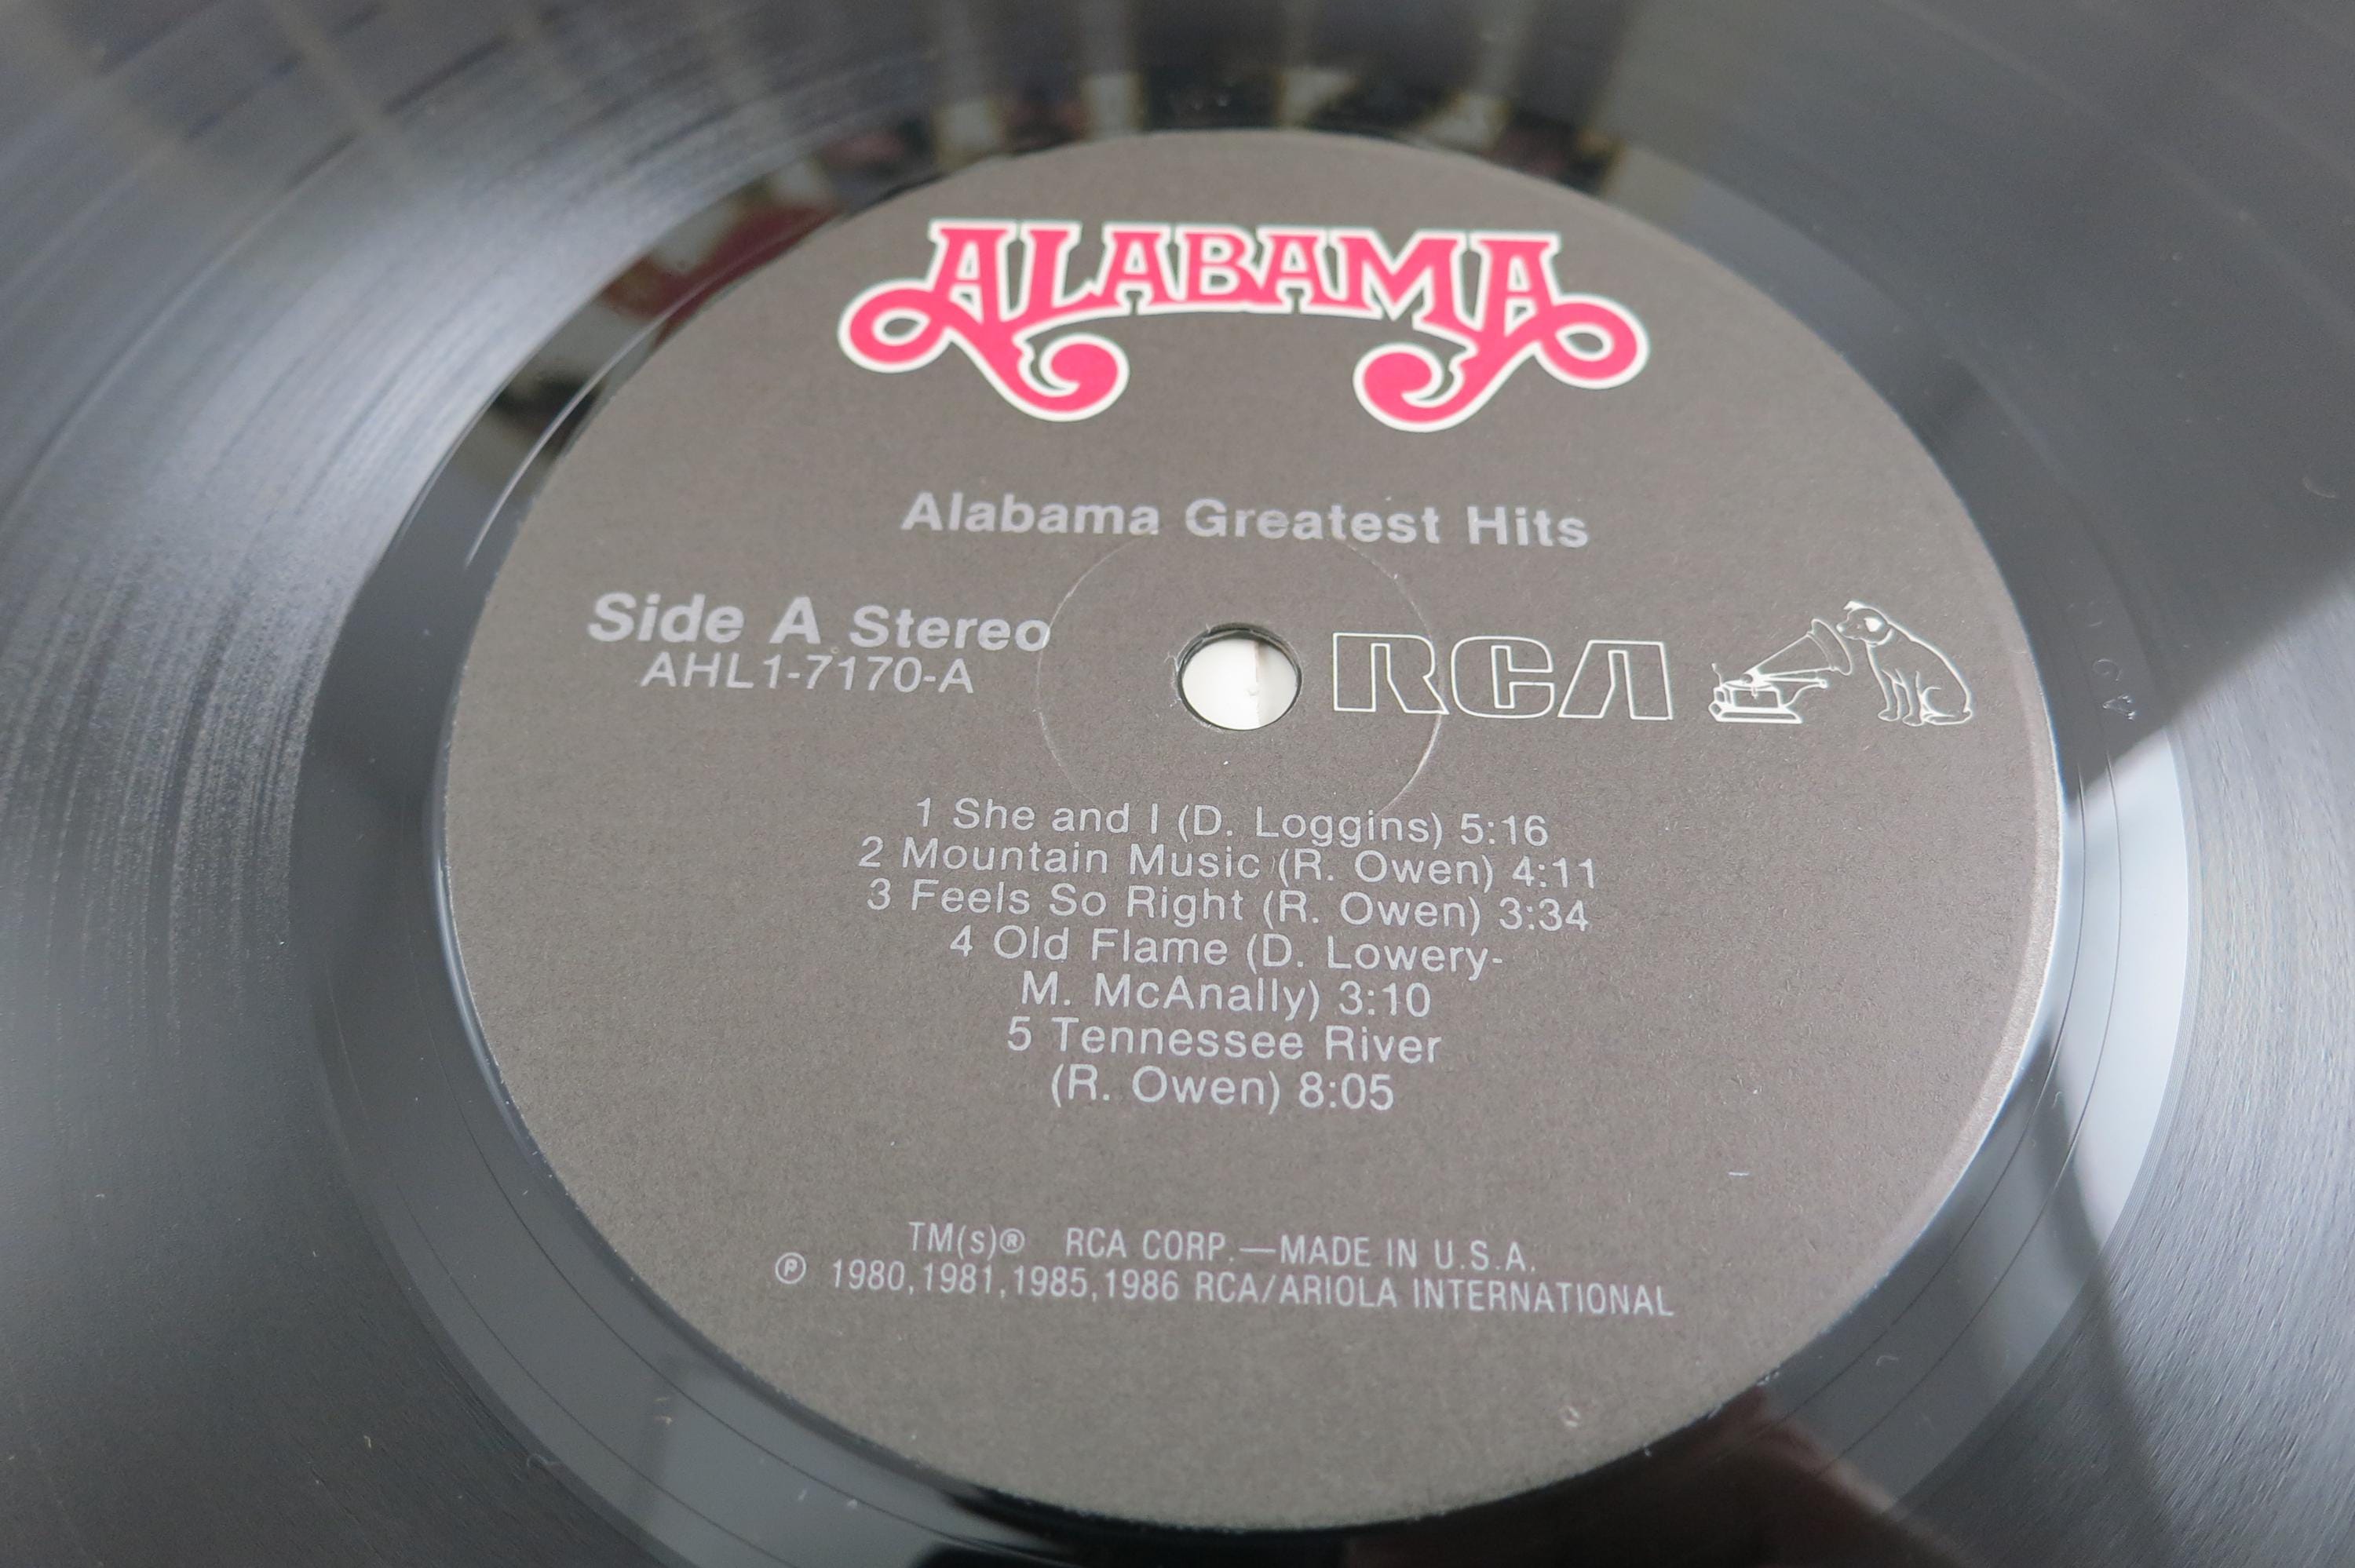 ALABAMA
Alabama Greatest Hits
Side A Stereo
AHL1-7170-A
RCA
1 She and I (D. Loggins) 5:16
2 Mountain Music (R. Owen) 4:11
3 Feels So Right (R. Owen) 3:34
4 Old Flame (D. Lowery-
M. McAnally) 3:10
5 Tennessee River
(R. Owen) 8:05
TM(s)® RCA CORP.—MADE IN U.S.A.
℗ 1980,1981,1985,1986 RCA/ARIOLA INTERNATIONAL